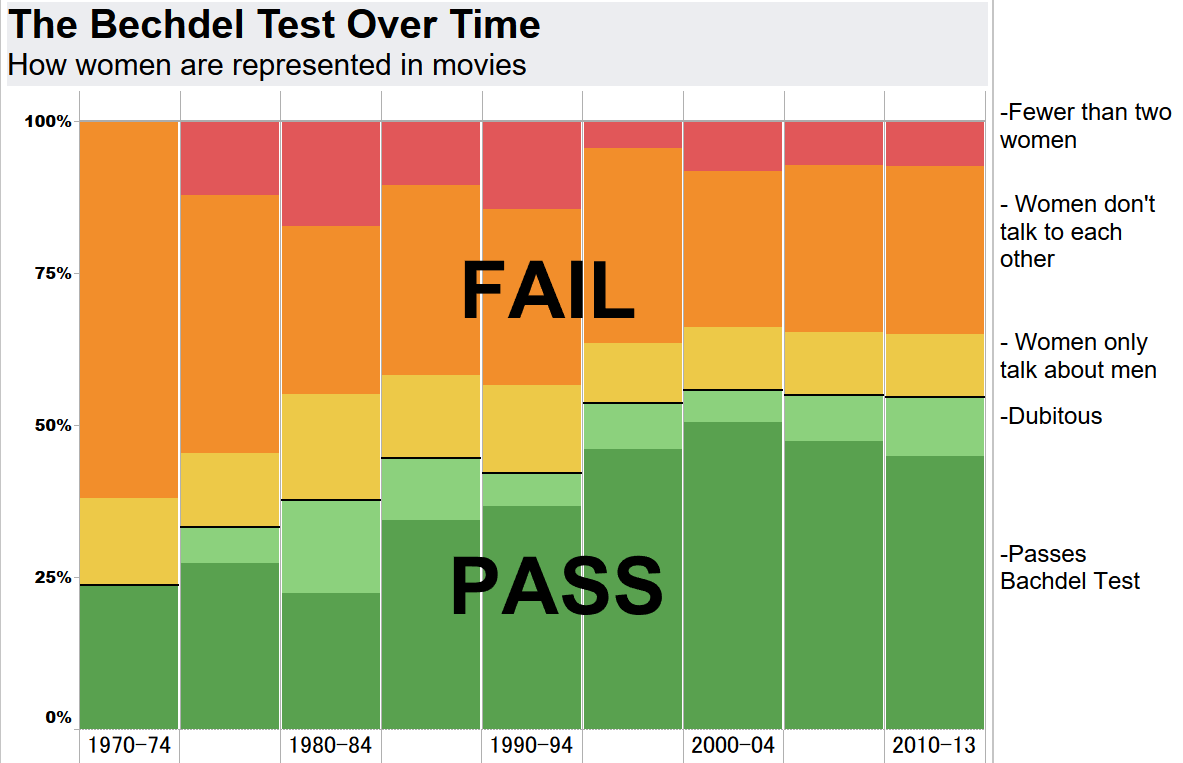 The Bechdel Test Over Time
How women are represented in movies
100%
75%
50%
25%
0%
FAIL
PASS
1970-74
1980-84
1990-94
2000-04
2010-13
-Fewer than two
women
- Women don't
talk to each
other
- Women only
talk about men
-Dubitous
-Passes
Bachdel Test